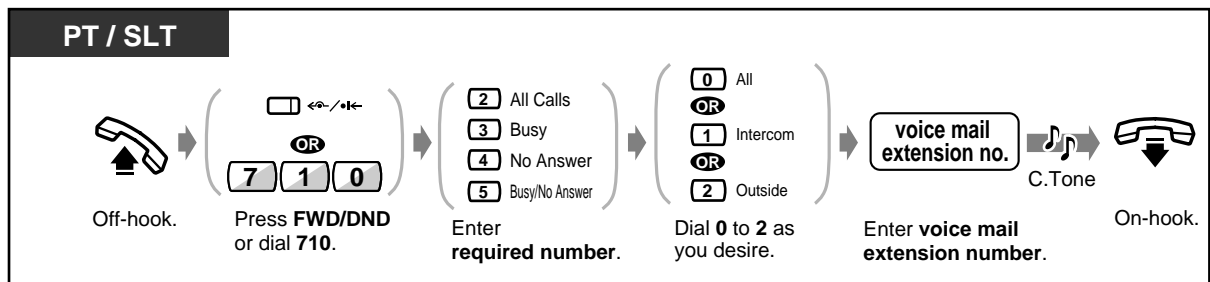 PT / SLT
Off-hook.
OR
7 1 0
Press FWD/DND
or dial 710.
2 All Calls
3 Busy
4 No Answer
5 Busy/No Answer
Enter
required number.
0 All
OR
1 Intercom
OR
2 Outside
Dial 0 to 2 as
you desire.
voice mail
extension no.
Enter voice mail
extension number.
C.Tone
On-hook.